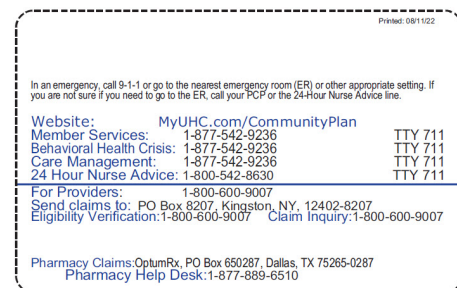 Printed: 08/11/22
In an emergency, call 9-1-1 or go to the nearest emergency room (ER) or other appropriate setting. If
you are not sure if you need to go to the ER, call your PCP or the 24-Hour Nurse Advice line.
Website: MyUHC.com/CommunityPlan
Member Services: 1-877-542-9236 TTY 711
Behavioral Health Crisis: 1-877-542-9236 TTY 711
Care Management: 1-877-542-9236 TTY 711
24 Hour Nurse Advice: 1-800-542-8630 TTY 711
For Providers: 1-800-600-9007
Send claims to: PO Box 8207, Kingston, NY, 12402-8207
Eligibility Verification:1-800-600-9007 Claim Inquiry:1-800-600-9007
Pharmacy Claims:OptumRx, PO Box 650287, Dallas, TX 75265-0287
Pharmacy Help Desk:1-877-889-6510